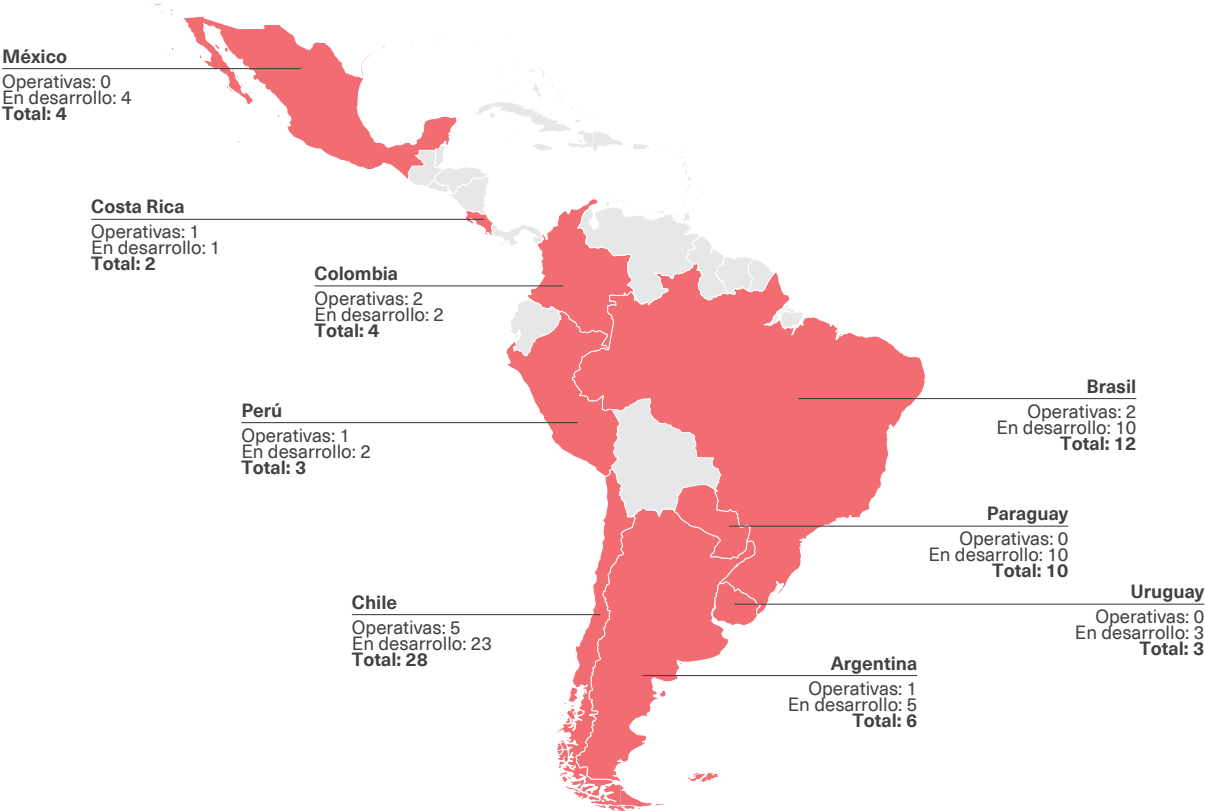 México
Operativas: 0
En desarrollo: 4
Total: 4
Costa Rica
Operativas: 1
En desarrollo: 1
Total: 2
Colombia
Operativas: 2
En desarrollo: 2
Total: 4
Perú
Operativas: 1
En desarrollo: 2
Total: 3
Brasil
Operativas: 2
En desarrollo: 10
Total: 12
Paraguay
Operativas: 0
En desarrollo: 10
Total: 10
Chile
Operativas: 5
En desarrollo: 23
Total: 28
Uruguay
Operativas: 0
En desarrollo: 3
Total: 3
Argentina
Operativas: 1
En desarrollo: 5
Total: 6